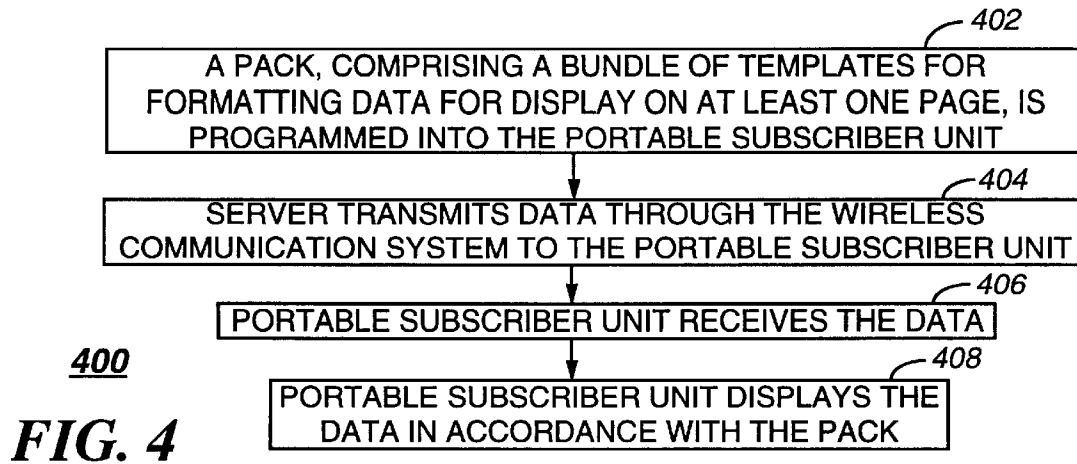 402
A PACK, COMPRISING A BUNDLE OF TEMPLATES FOR
FORMATTING DATA FOR DISPLAY ON AT LEAST ONE PAGE, IS
PROGRAMMED INTO THE PORTABLE SUBSCRIBER UNIT
404
SERVER TRANSMITS DATA THROUGH THE WIRELESS
COMMUNICATION SYSTEM TO THE PORTABLE SUBSCRIBER UNIT
406
PORTABLE SUBSCRIBER UNIT RECEIVES THE DATA
408
PORTABLE SUBSCRIBER UNIT DISPLAYS THE
DATA IN ACCORDANCE WITH THE PACK
400
FIG. 4